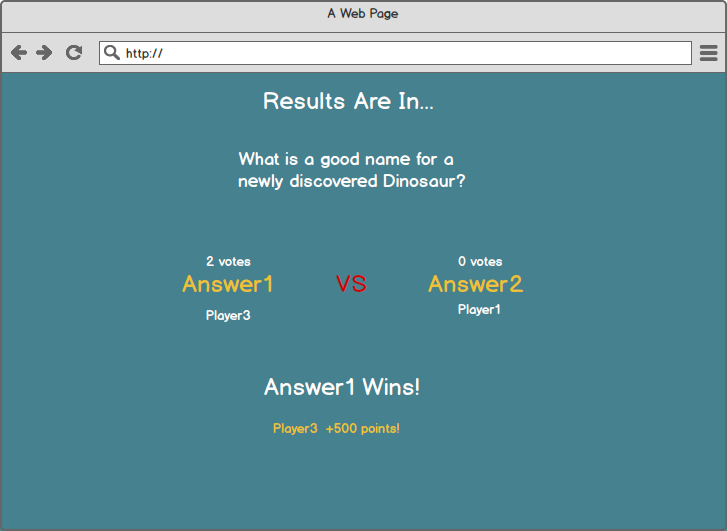 A Web Page
http://
Results Are In...
What is a good name for a
newly discovered Dinosaur?
2 votes
0 votes
Answer1
VS
Answer2
Player3
Player1
Answer1 Wins!
Player3 +500 points!